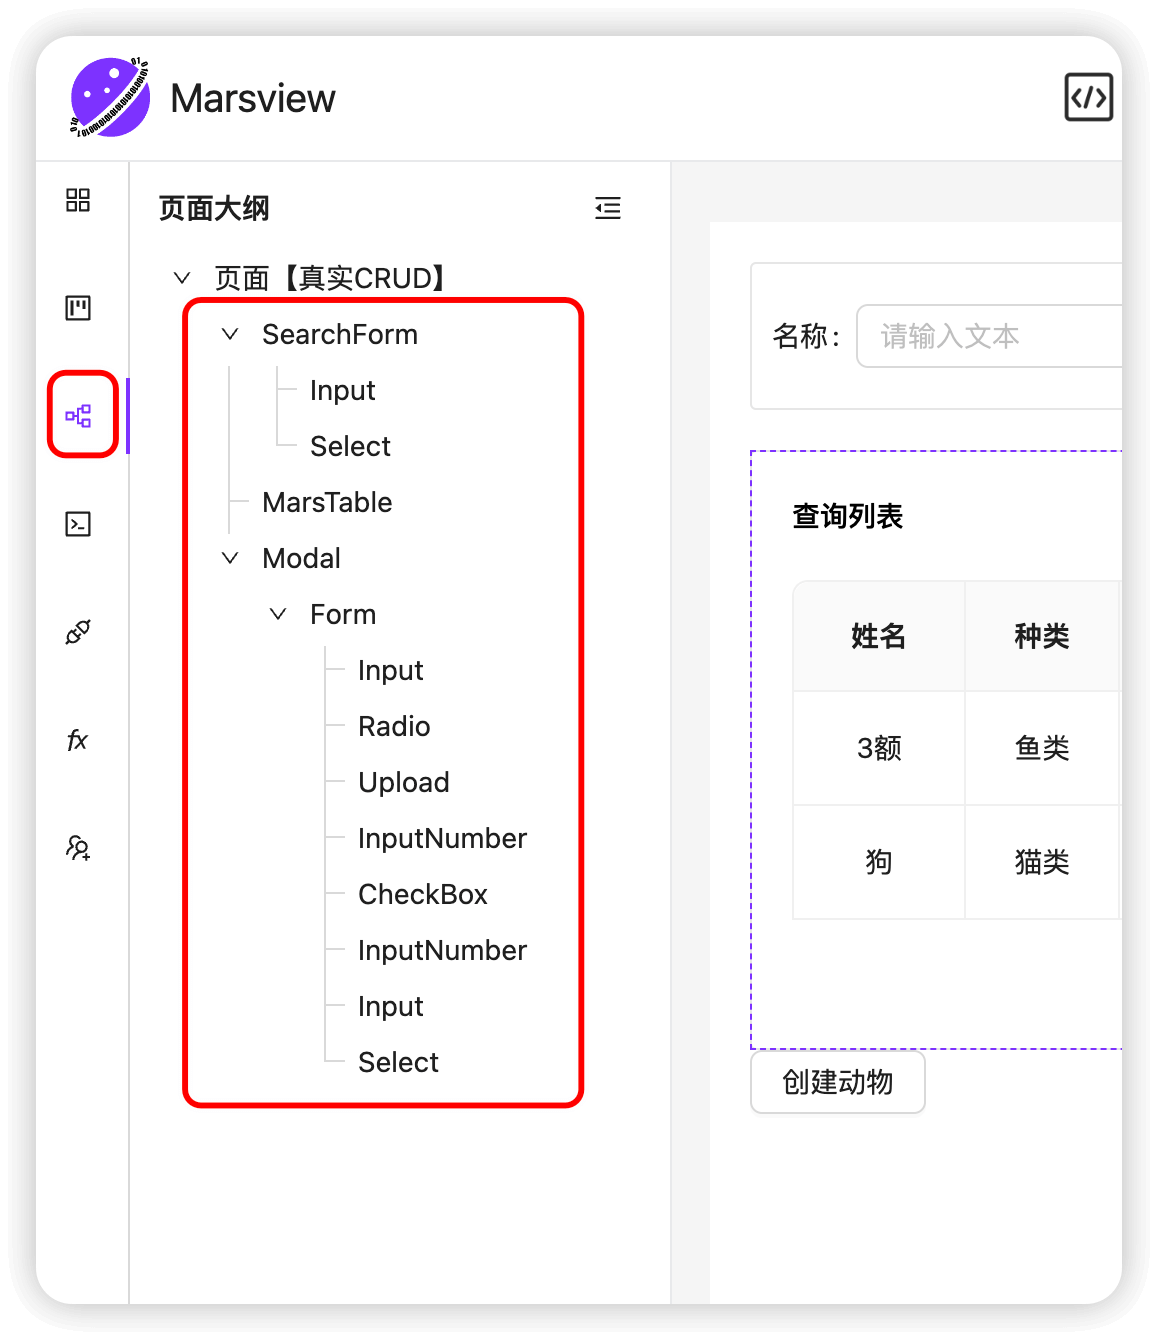 Marsview
页面大纲
页面【真实CRUD】
SearchForm
Input
Select
MarsTable
Modal
Form
Input
Radio
Upload
InputNumber
CheckBox
InputNumber
Input
Select
名称：
请输入文本
查询列表
姓名 种类
3额 鱼类
狗 猫类
创建动物